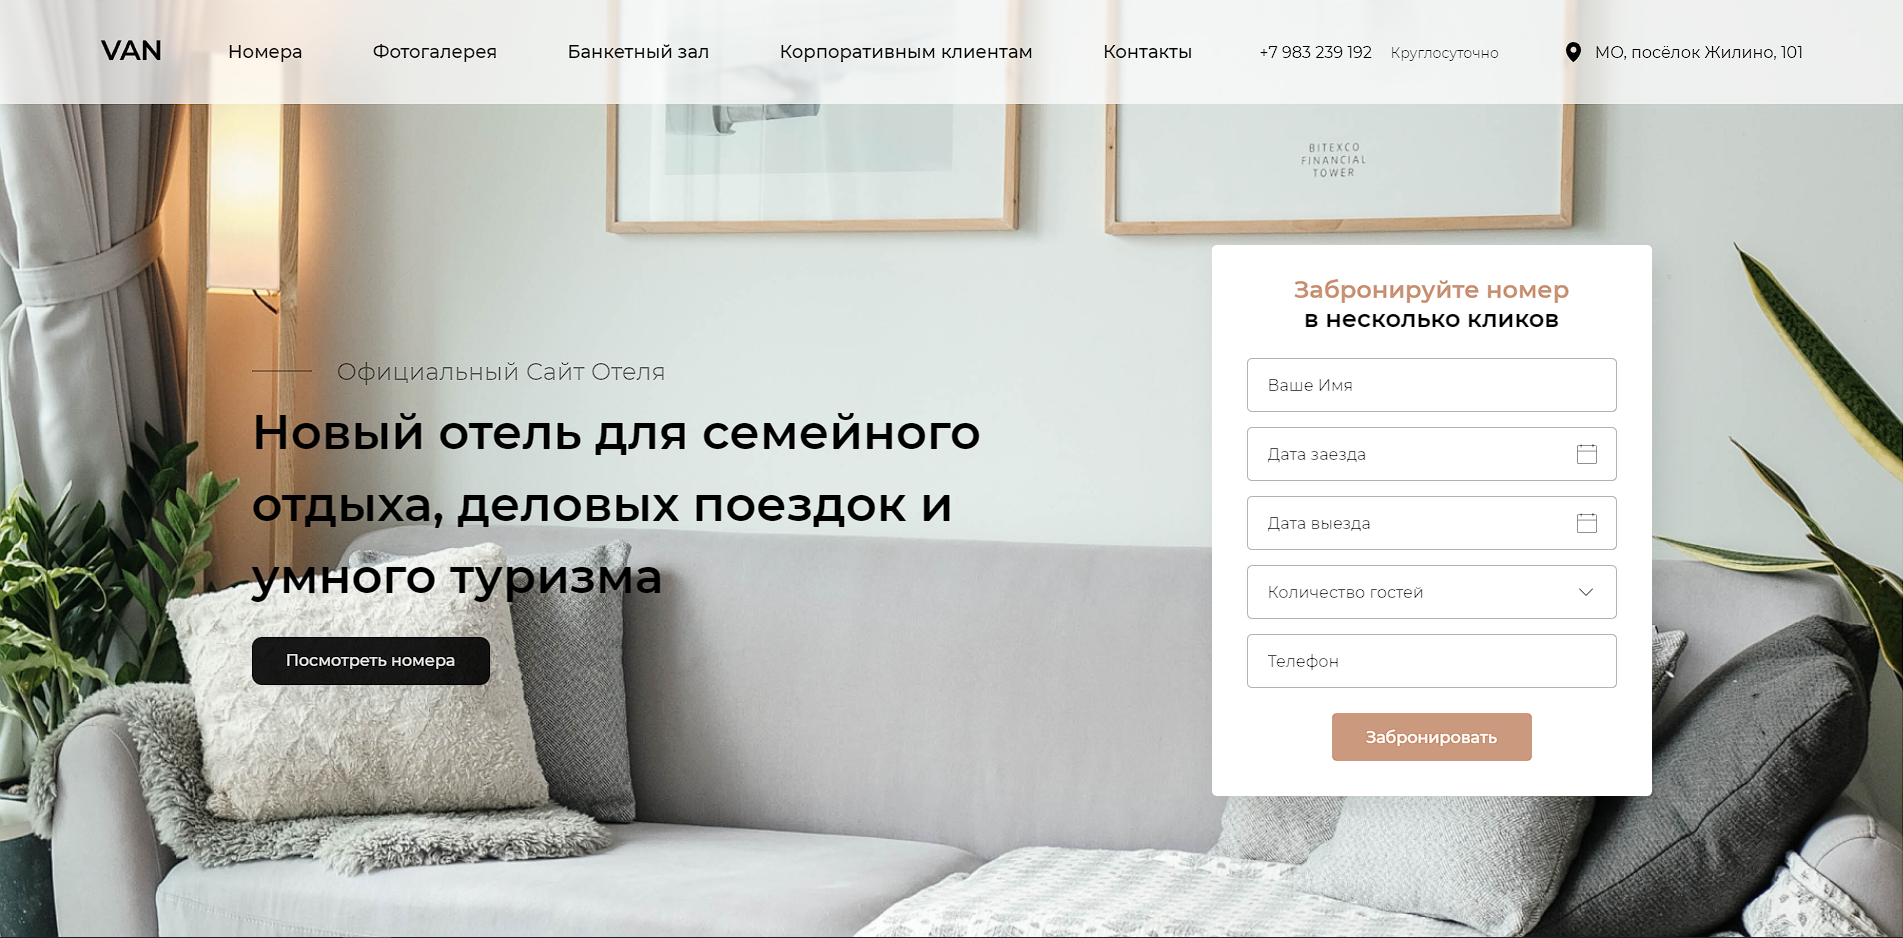 VAN
Номера
Фотогалерея
Банкетный зал
Корпоративным клиентам
Контакты
+7 983 239 192
Круглосуточно
МО, посёлок Жилино, 101
BITEXCO
FINANCIAL
TOWER
Официальный Сайт Отеля
Новый отель для семейного
отдыха, деловых поездок и
умного туризма
Посмотреть номера
Забронируйте номер
в несколько кликов
Ваше Имя
Дата заезда
Дата выезда
Количество гостей
Телефон
Забронировать